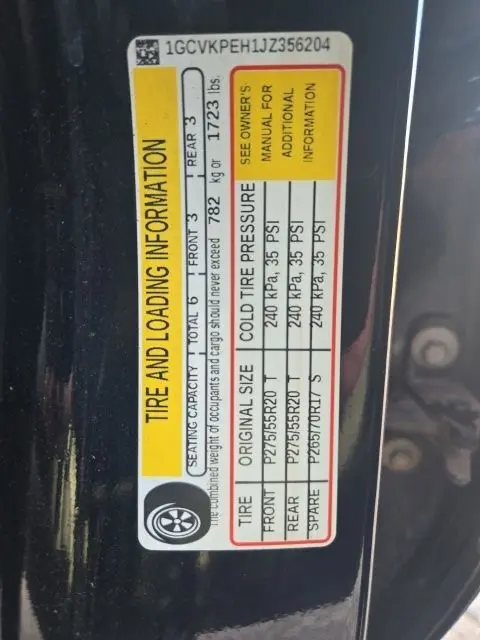 1GCVKPEH1JZ356204
TIRE AND LOADING INFORMATION
SEATING CAPACITY TOTAL 6 FRONT 3 REAR 3
The combined weight of occupants and cargo should never exceed 782 kg or 1723 lbs.
TIRE ORIGINAL SIZE COLD TIRE PRESSURE SEE OWNER'S
FRONT P275/55R20 T 240 kPa, 35 PSI MANUAL FOR
REAR P275/55R20 T 240 kPa, 35 PSI ADDITIONAL
SPARE P265/70R17 S 240 kPa, 35 PSI INFORMATION